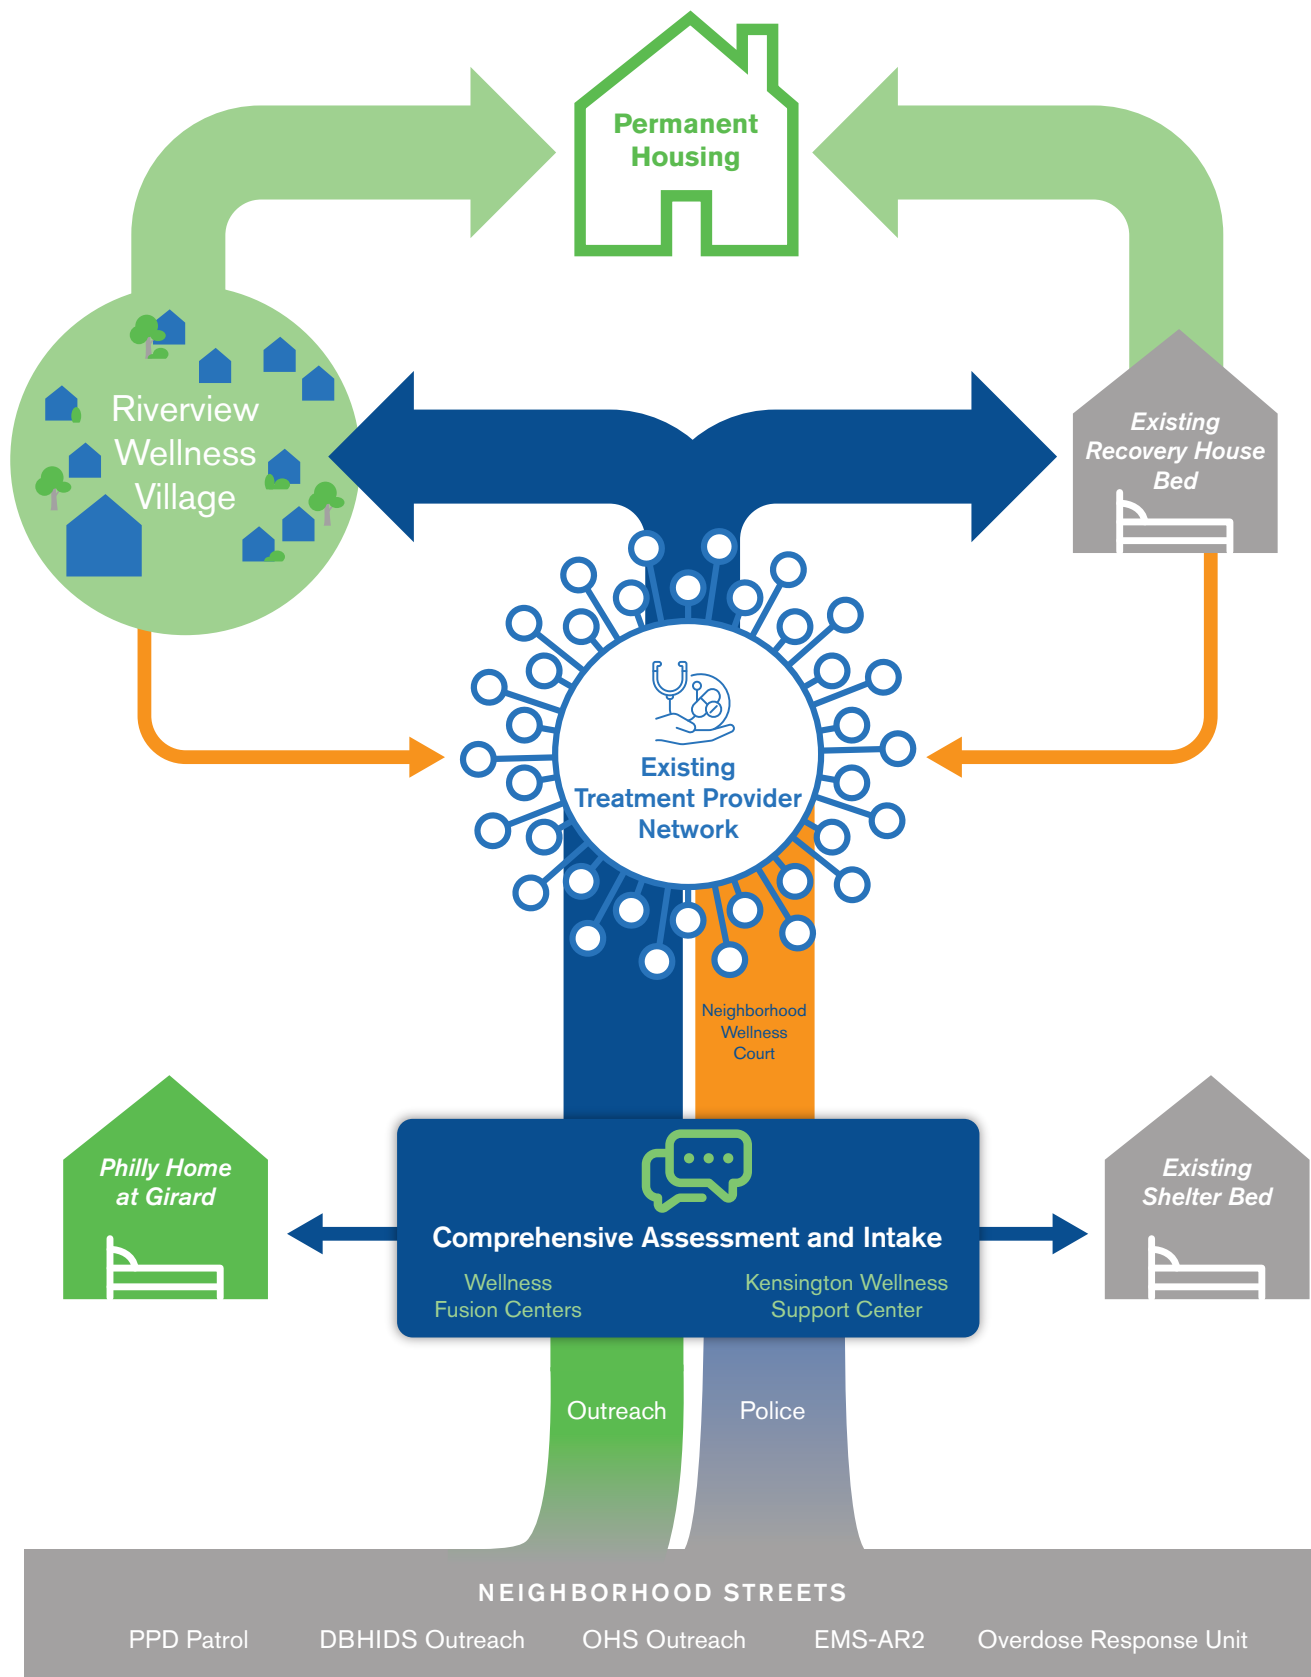 Permanent
Housing
Riverview
Wellness
Village
Existing
Recovery House
Bed
Existing
Treatment Provider
Network
Neighborhood
Wellness
Court
Philly Home
at Girard
Comprehensive Assessment and Intake
Wellness
Fusion Centers
Kensington Wellness
Support Center
Existing
Shelter Bed
Outreach
Police
NEIGHBORHOOD STREETS
PPD Patrol
DBHIDS Outreach
OHS Outreach
EMS-AR2
Overdose Response Unit